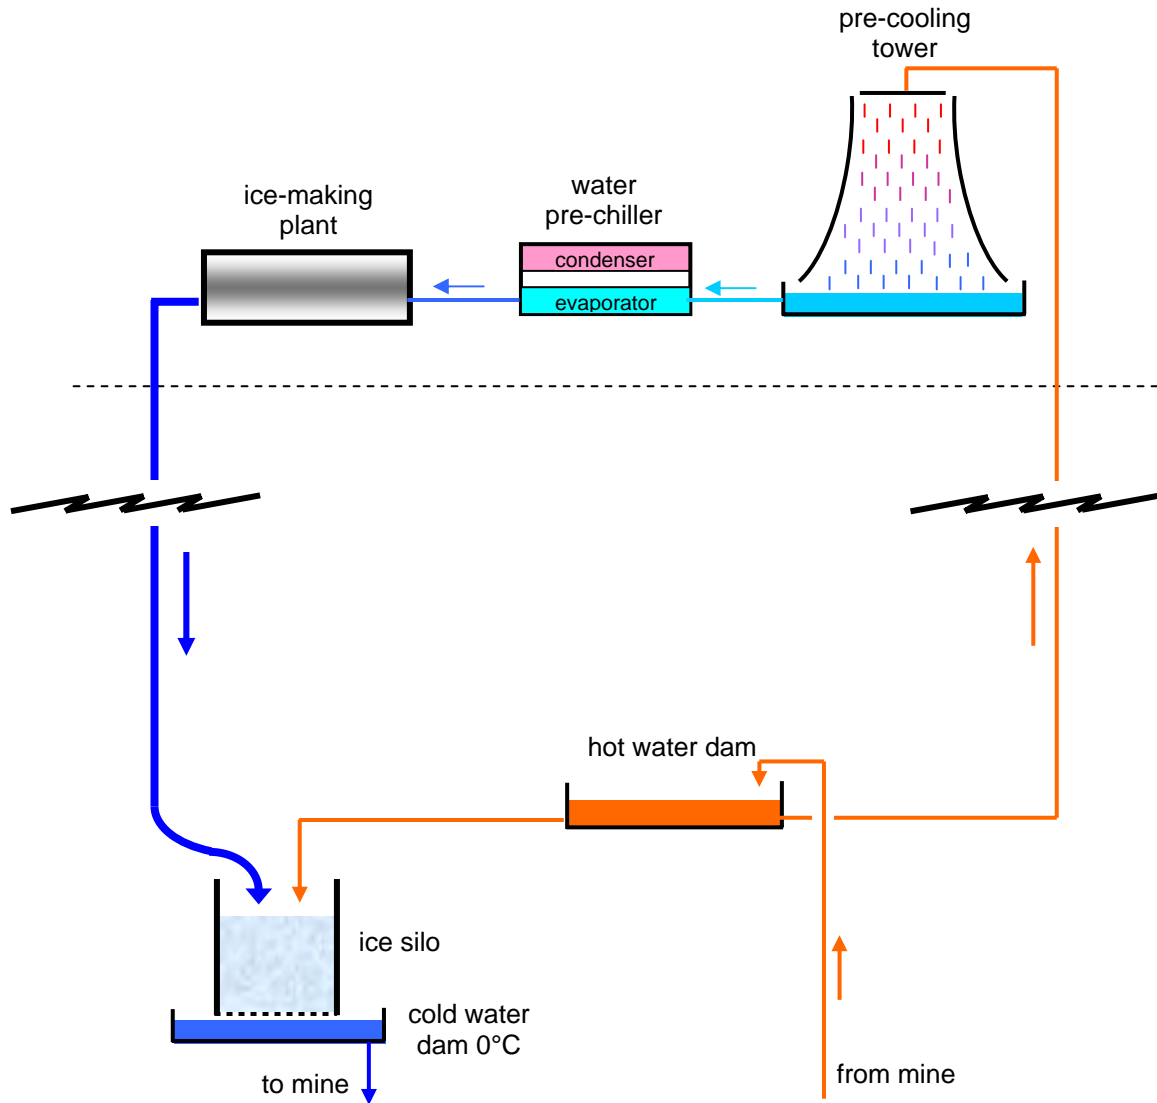 pre-cooling
tower
water
pre-chiller
ice-making
plant
condenser
evaporator
hot water dam
ice silo
cold water
dam 0°C
to mine
from mine